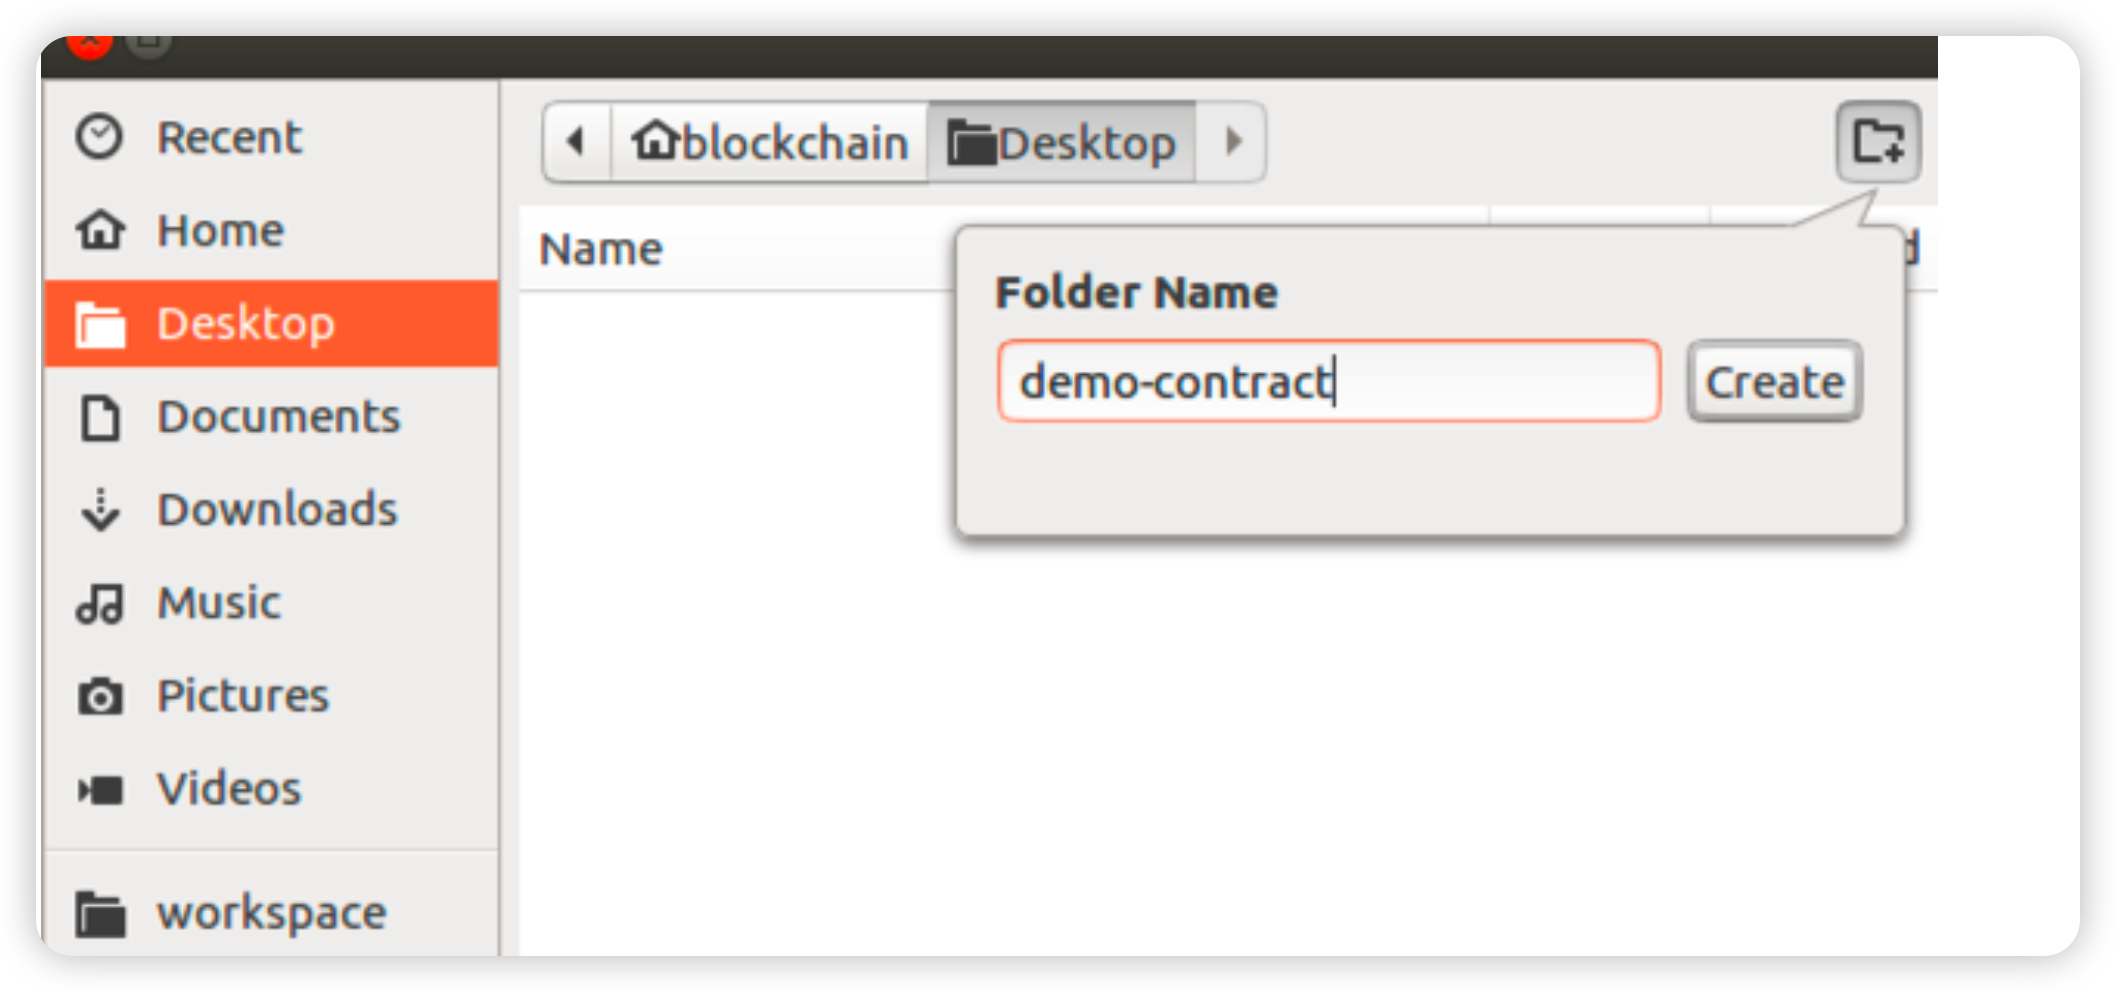 Recent
Home
Desktop
Documents
Downloads
Music
Pictures
Videos
workspace
blockchain Desktop
Name
Folder Name
demo-contract Create